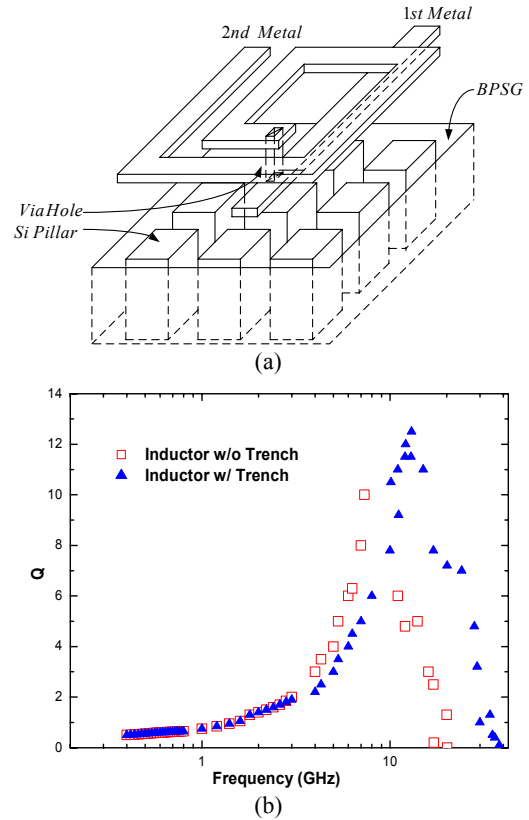 1st Metal
2nd Metal
BPSG
ViaHole
Si Pillar
(a)
14
12
10
8
6
4
2
0
Q
Inductor w/o Trench
Inductor w/ Trench
1
10
Frequency (GHz)
(b)